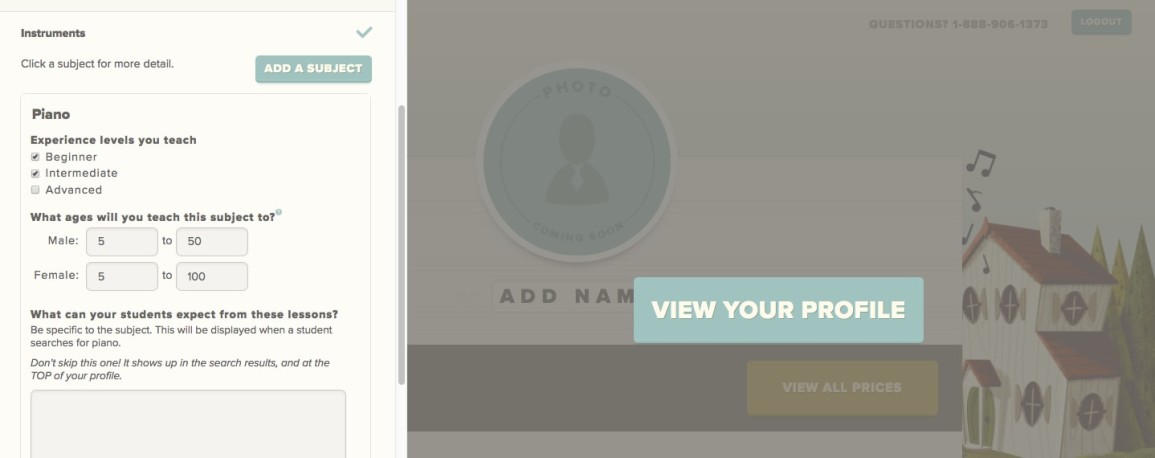 Instruments
Click a subject for more detail.
ADD A SUBJECT
Piano
Experience levels you teach
Beginner
Intermediate
Advanced
What ages will you teach this subject to?
Male: 5 to 50
Female: 5 to 100
What can your students expect from these lessons?
Be specific to the subject. This will be displayed when a student
searches for piano.
Don't skip this one! It shows up in the search results, and at the
TOP of your profile.
QUESTIONS? 1-888-906-1373
LOGOUT
PHOTO
COMING SOON
ADD NAM
VIEW YOUR PROFILE
VIEW ALL PRICES